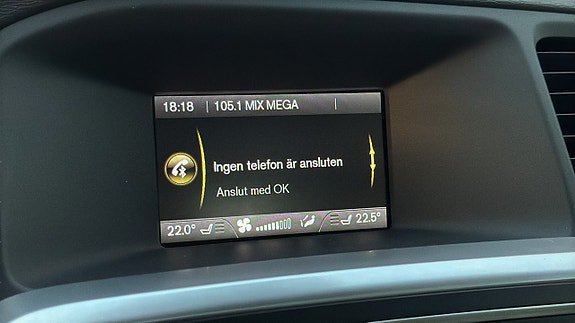 18:18 105.1 MIX MEGA
Ingen telefon är ansluten
Anslut med OK
22.0° 22.5°